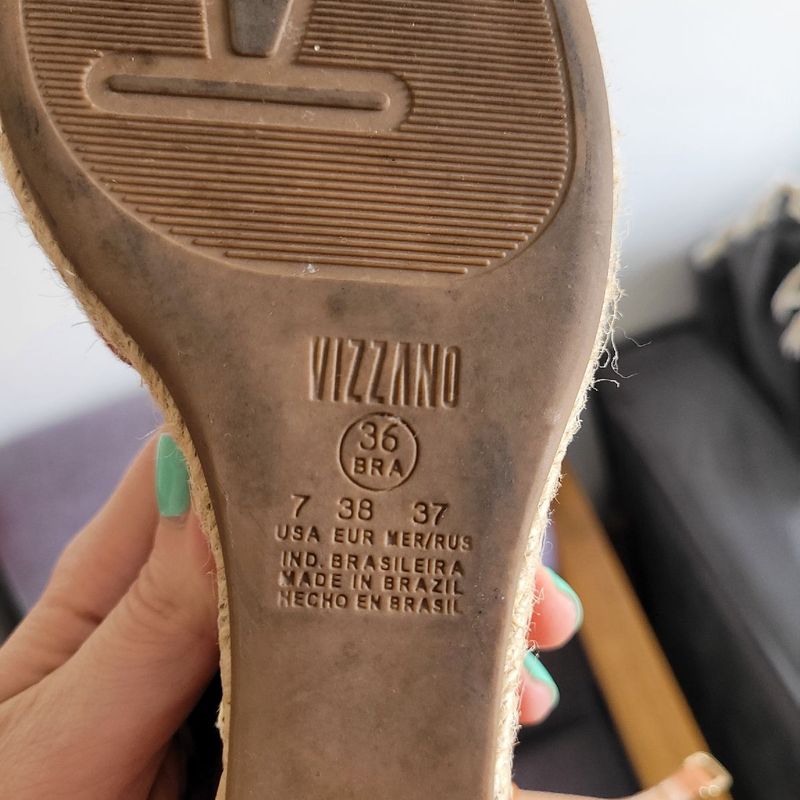 VIZZANO
36
BRA
7 38 37
USA EUR MER/RUS
IND. BRASILEIRA
MADE IN BRAZIL
HECHO EN BRASIL